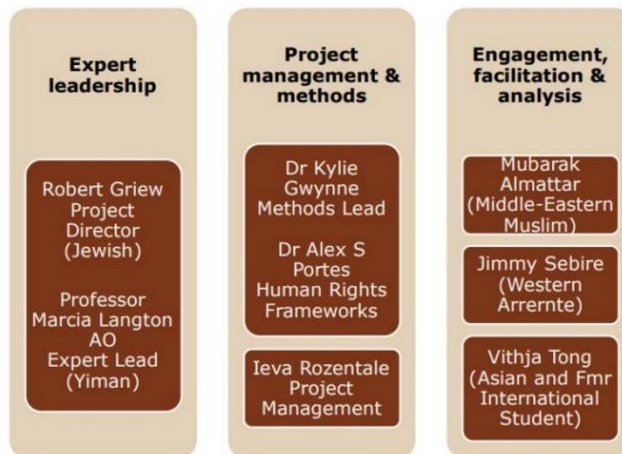 Expert
leadership
Robert Griew
Project
Director
(Jewish)
Professor
Marcia Langton
AO
Expert Lead
(Yiman)
Project
management &
methods
Dr Kylie
Gwynne
Methods Lead
Dr Alex S
Portes
Human Rights
Frameworks
Ieva Rozentale
Project
Management
Engagement,
facilitation &
analysis
Mubarak
Almattar
(Middle-Eastern
Muslim)
Jimmy Sebire
(Western
Arrernte)
Vithja Tong
(Asian and Fmr
International
Student)